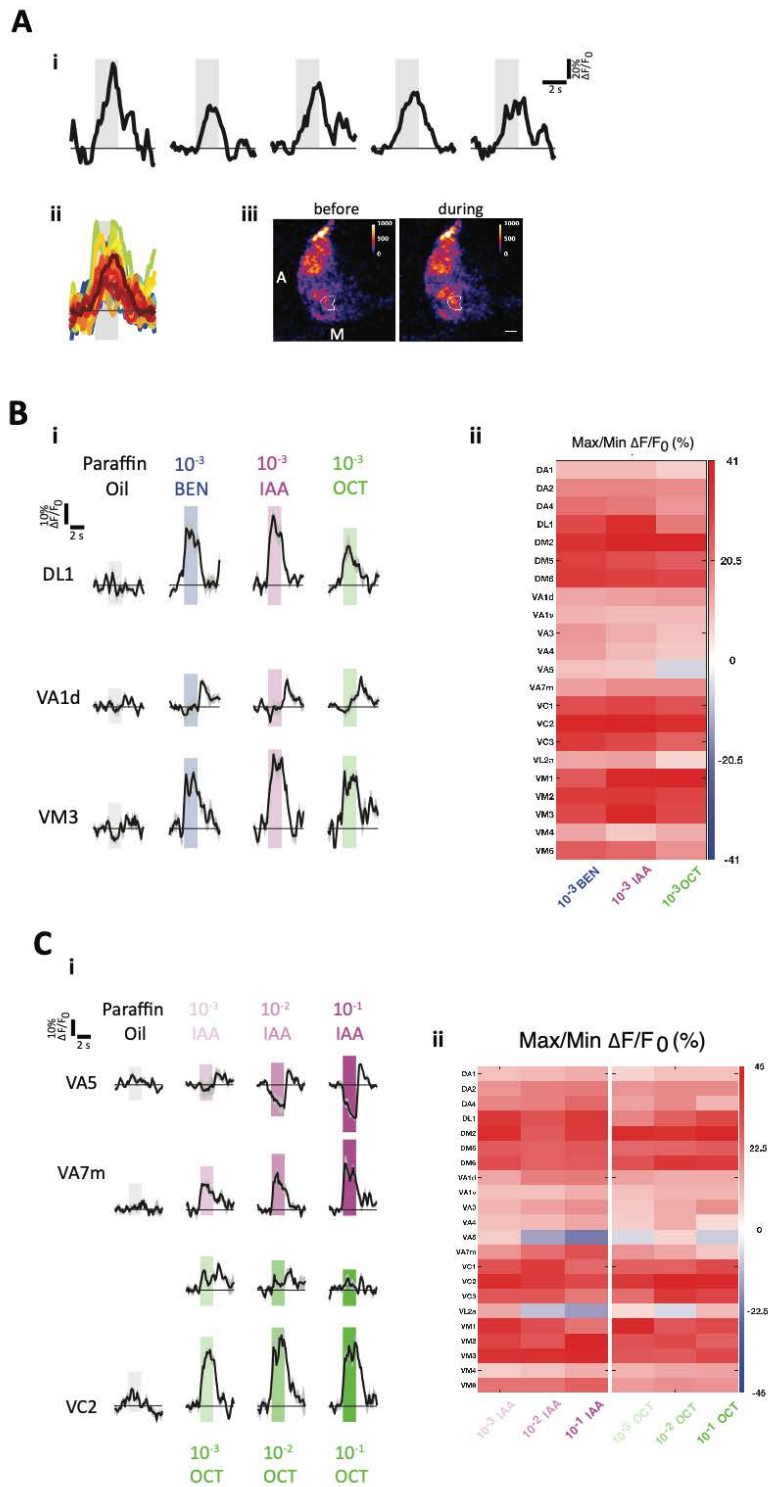 A
i
20%
ΔF/F₀
2 s
ii
iii
before
during
1000
500
0
1000
500
0
A
M
B
i
Paraffin
Oil
10⁻³
BEN
10⁻³
IAA
10⁻³
OCT
10%
ΔF/F₀
2 s
DL1
VA1d
VM3
ii
Max/Min ΔF/F₀ (%)
DA1
DA2
DA4
DL1
DM2
DM5
DM6
VA1d
VA1v
VA3
VA4
VA5
VA7m
VC1
VC2
VC3
VL2a
VM1
VM2
VM3
VM4
VM6
41
20.5
0
-20.5
-41
10⁻³ BEN
10⁻³ IAA
10⁻³ OCT
C
i
Paraffin
Oil
10⁻³
IAA
10⁻²
IAA
10⁻¹
IAA
10%
ΔF/F₀
2 s
VA5
VA7m
VC2
10⁻³
OCT
10⁻²
OCT
10⁻¹
OCT
ii
Max/Min ΔF/F₀ (%)
DA1
DA2
DA4
DL1
DM2
DM5
DM6
VA1d
VA1v
VA3
VA4
VA5
VA7m
VC1
VC2
VC3
VL2a
VM1
VM2
VM3
VM4
VM6
45
22.5
0
-22.5
-45
10⁻³ IAA
10⁻² IAA
10⁻¹ IAA
10⁻³ OCT
10⁻² OCT
10⁻¹ OCT